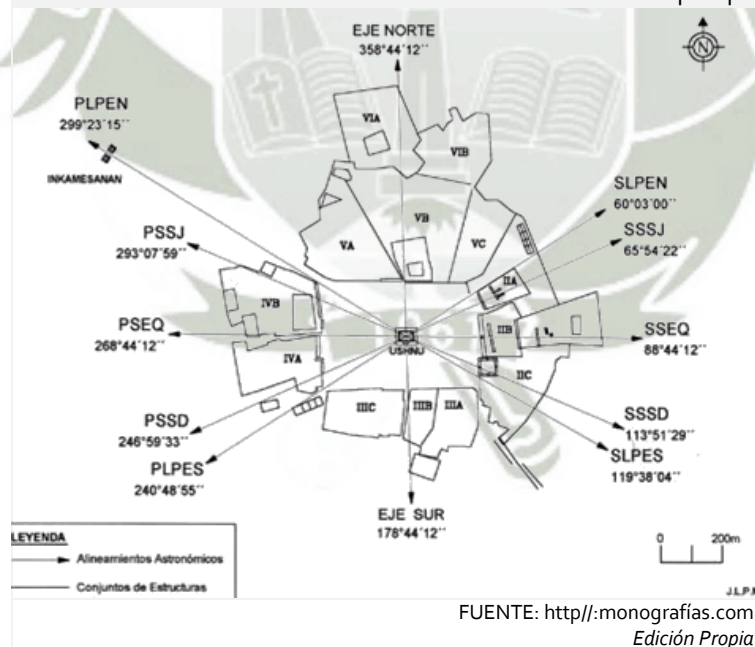 EJE NORTE
358°44´12´´
N
PLPEN
299°23´15´´
INKAMESANAN
VIA
VIB
SLPEN
60°03´00´´
SSSJ
65°54´22´´
PSSJ
293°07´59´´
VA
VB
VC
IIA
IVB
IIB
PSEQ
268°44´12´´
USHNU
SSEQ
88°44´12´´
IVA
IIC
PSSD
246°59´33´´
IIIC
IIIB
IIIA
SSSD
113°51´29´´
PLPES
240°48´55´´
SLPES
119°38´04´´
EJE SUR
178°44´12´´
LEYENDA
Alineamientos Astronómicos
Conjuntos de Estructuras
0 200m
J.L.P.
FUENTE: http//:monografías.com
Edición Propia